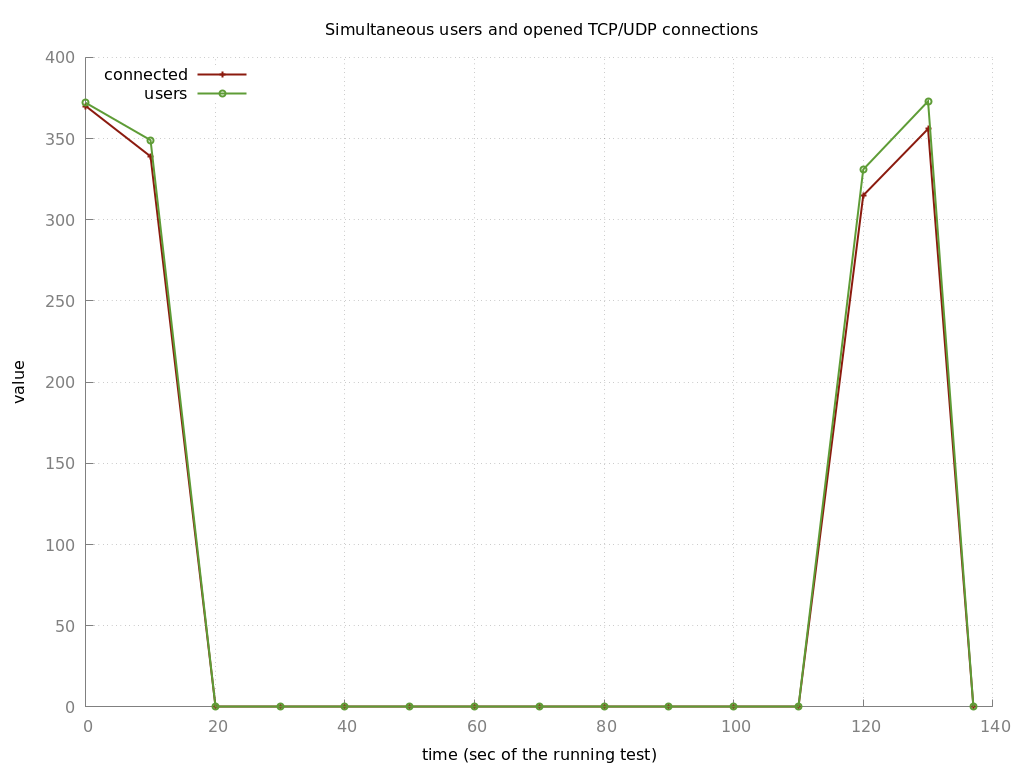 Simultaneous users and opened TCP/UDP connections
400
connected
users
350
300
250
200
value
150
100
50
0
0 20 40 60 80 100 120 140
time (sec of the running test)